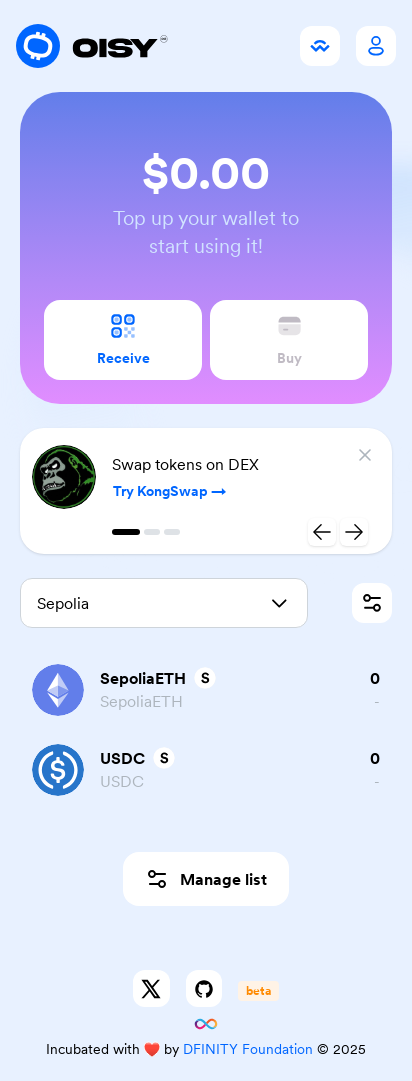 OISY
$0.00
Top up your wallet to
start using it!
Receive
Buy
Swap tokens on DEX
Try KongSwap →
Sepolia
SepoliaETH S
0
SepoliaETH
-
USDC S
0
USDC
-
Manage list
beta
Incubated with ❤️ by DFINITY Foundation © 2025